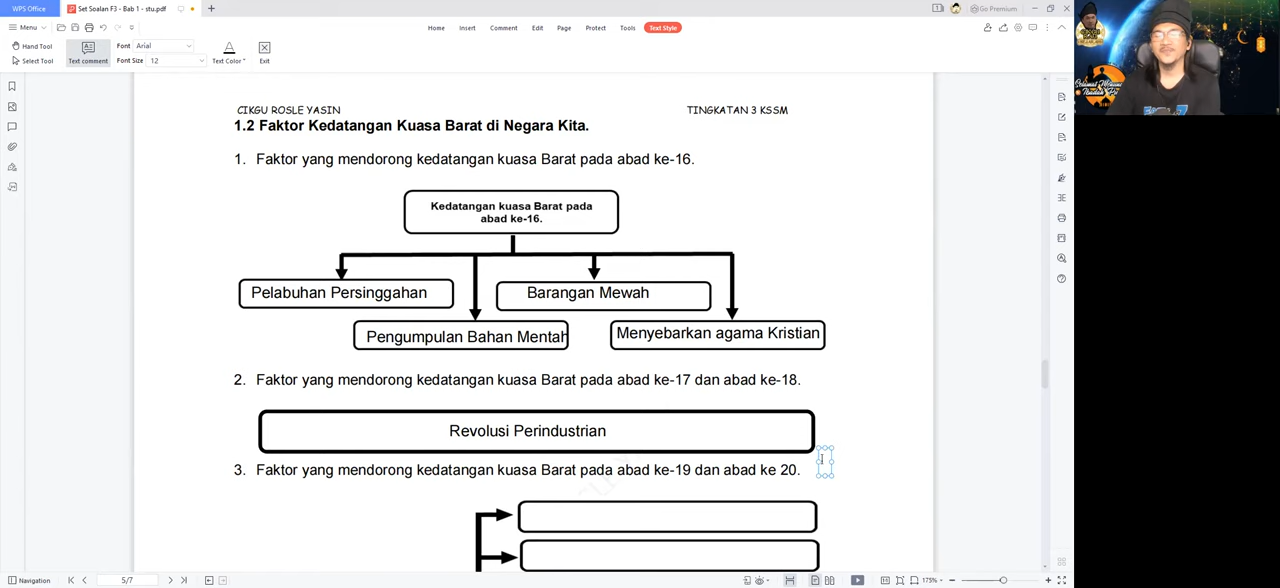 WPS Office
Set Soalan F3 - Bab 1 - stu.pdf
Go Premium
Menu
Home
Insert
Comment
Edit
Page
Protect
Tools
Text Style
Hand Tool
Select Tool
Text comment
Font
Arial
Font Size
12
Text Color
Exit
CIKGU ROSLE YASIN
TINGKATAN 3 KSSM
1.2 Faktor Kedatangan Kuasa Barat di Negara Kita.
1. Faktor yang mendorong kedatangan kuasa Barat pada abad ke-16.
Kedatangan kuasa Barat pada
abad ke-16.
Pelabuhan Persinggahan
Barangan Mewah
Pengumpulan Bahan Mentah
Menyebarkan agama Kristian
2. Faktor yang mendorong kedatangan kuasa Barat pada abad ke-17 dan abad ke-18.
Revolusi Perindustrian
3. Faktor yang mendorong kedatangan kuasa Barat pada abad ke-19 dan abad ke 20.
Navigation
5/7
175%